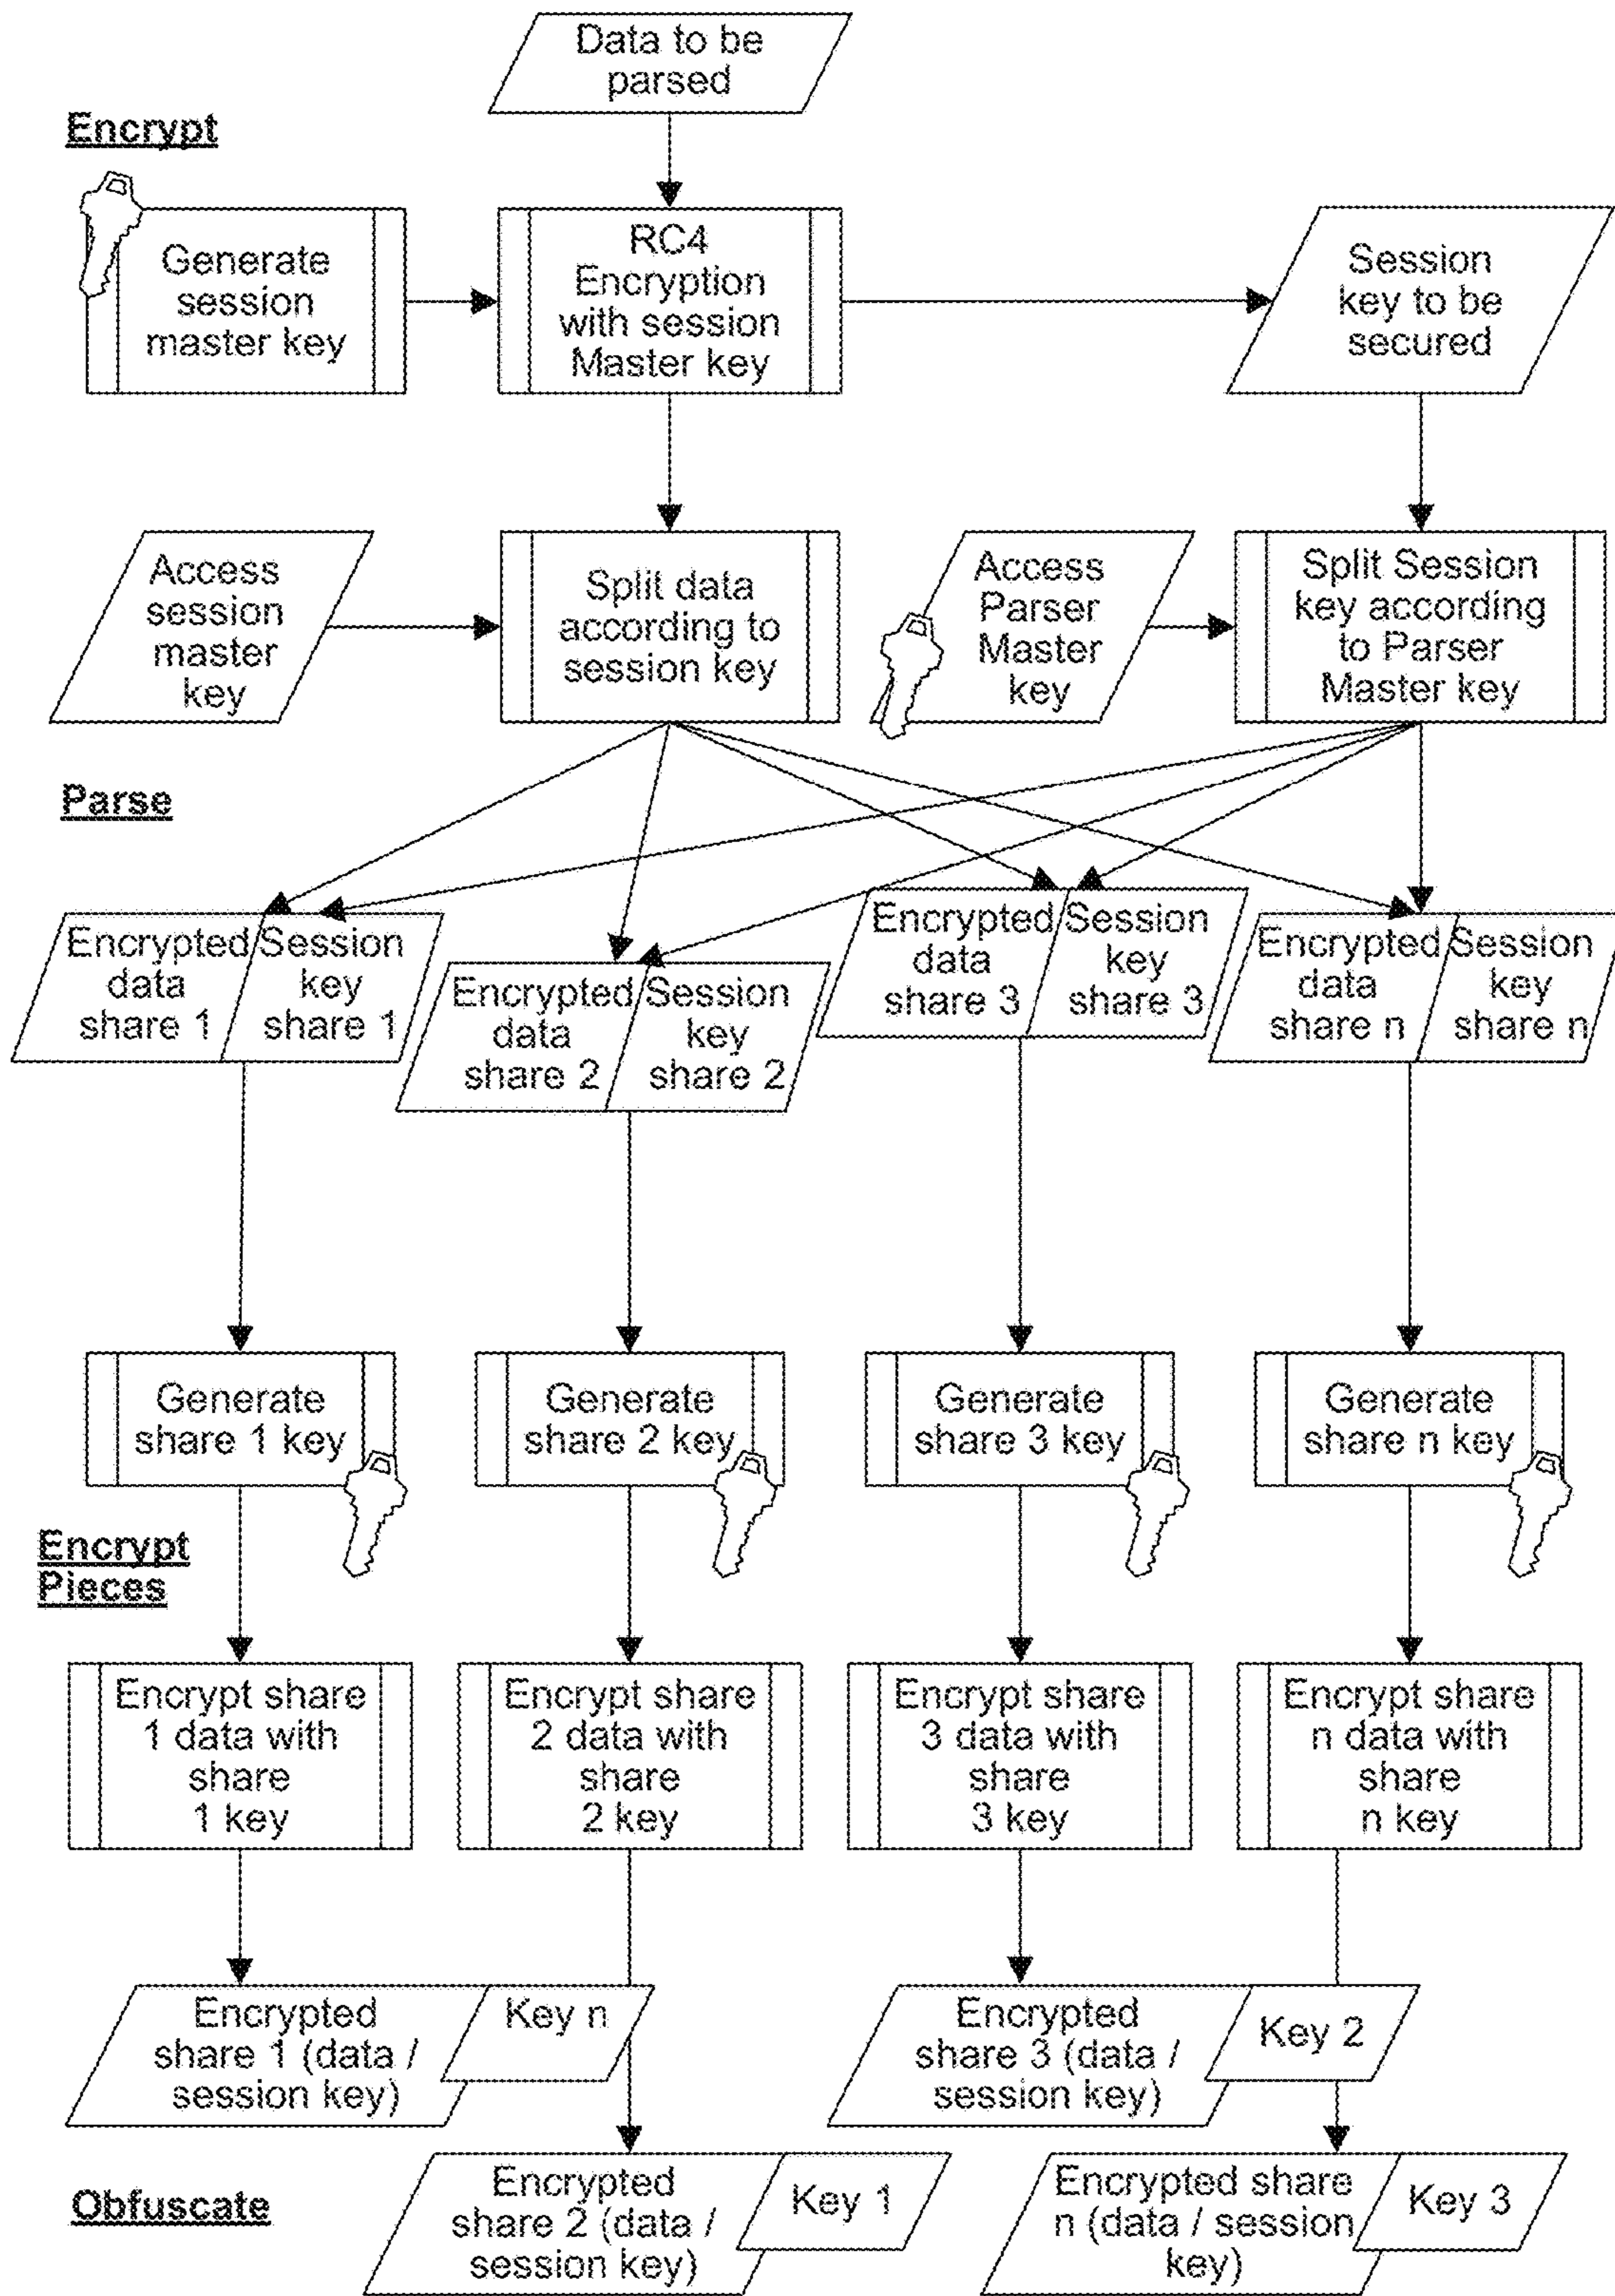 Data to be
parsed
Encrypt
Generate
session
master key
RC4
Encryption
with session
Master key
Session
key to be
secured
Access
session
master
key
Split data
according to
session key
Access
Parser
Master
key
Split Session
key according
to Parser
Master key
Parse
Encrypted
data
share 1
Session
key
share 1
Encrypted
data
share 2
Session
key
share 2
Encrypted
data
share 3
Session
key
share 3
Encrypted
data
share n
Session
key
share n
Generate
share 1 key
Generate
share 2 key
Generate
share 3 key
Generate
share n key
Encrypt
Pieces
Encrypt share
1 data with
share
1 key
Encrypt share
2 data with
share
2 key
Encrypt share
3 data with
share
3 key
Encrypt share
n data with
share
n key
Encrypted
share 1 (data /
session key)
Key n
Encrypted
share 3 (data /
session key)
Key 2
Obfuscate
Encrypted
share 2 (data /
session key)
Key 1
Encrypted share
n (data / session
key)
Key 3